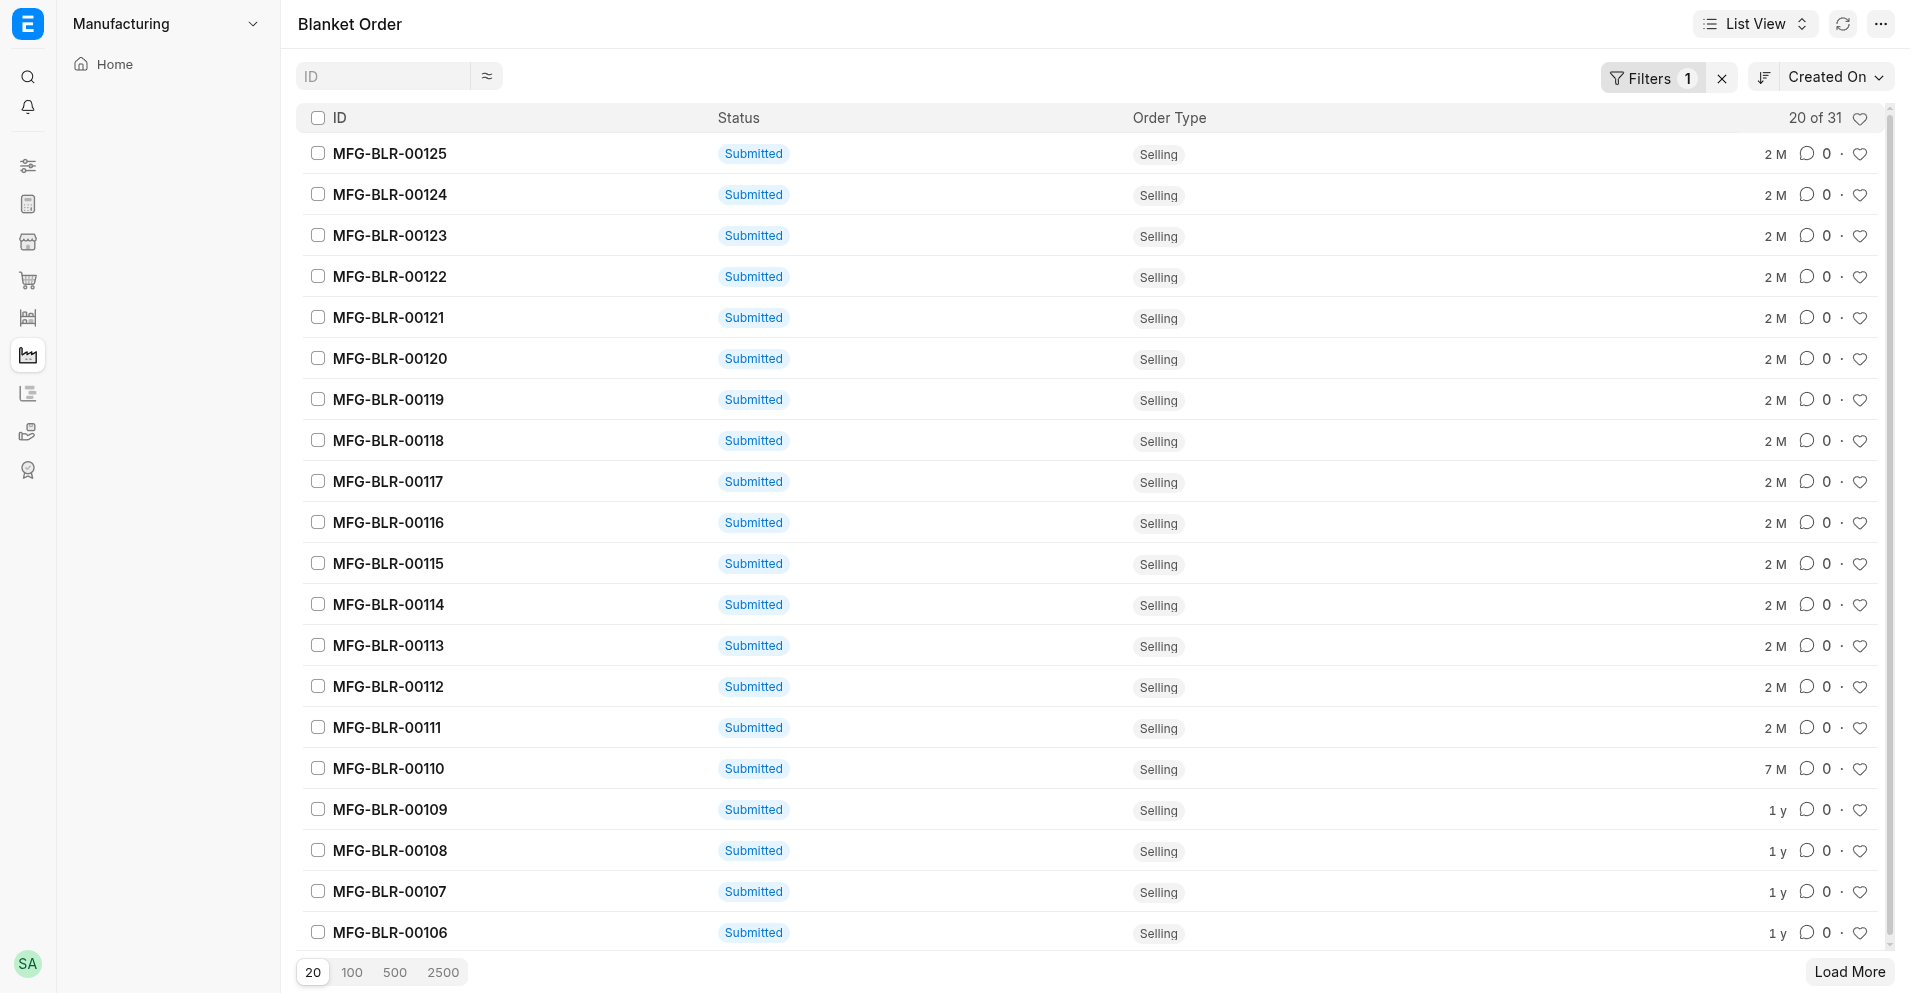 Manufacturing
Home
SA
Blanket Order
List View
ID
Filters 1
Created On
ID Status Order Type 20 of 31
MFG-BLR-00125 Submitted Selling 2 M 0 ·
MFG-BLR-00124 Submitted Selling 2 M 0 ·
MFG-BLR-00123 Submitted Selling 2 M 0 ·
MFG-BLR-00122 Submitted Selling 2 M 0 ·
MFG-BLR-00121 Submitted Selling 2 M 0 ·
MFG-BLR-00120 Submitted Selling 2 M 0 ·
MFG-BLR-00119 Submitted Selling 2 M 0 ·
MFG-BLR-00118 Submitted Selling 2 M 0 ·
MFG-BLR-00117 Submitted Selling 2 M 0 ·
MFG-BLR-00116 Submitted Selling 2 M 0 ·
MFG-BLR-00115 Submitted Selling 2 M 0 ·
MFG-BLR-00114 Submitted Selling 2 M 0 ·
MFG-BLR-00113 Submitted Selling 2 M 0 ·
MFG-BLR-00112 Submitted Selling 2 M 0 ·
MFG-BLR-00111 Submitted Selling 2 M 0 ·
MFG-BLR-00110 Submitted Selling 7 M 0 ·
MFG-BLR-00109 Submitted Selling 1 y 0 ·
MFG-BLR-00108 Submitted Selling 1 y 0 ·
MFG-BLR-00107 Submitted Selling 1 y 0 ·
MFG-BLR-00106 Submitted Selling 1 y 0 ·
20 100 500 2500
Load More